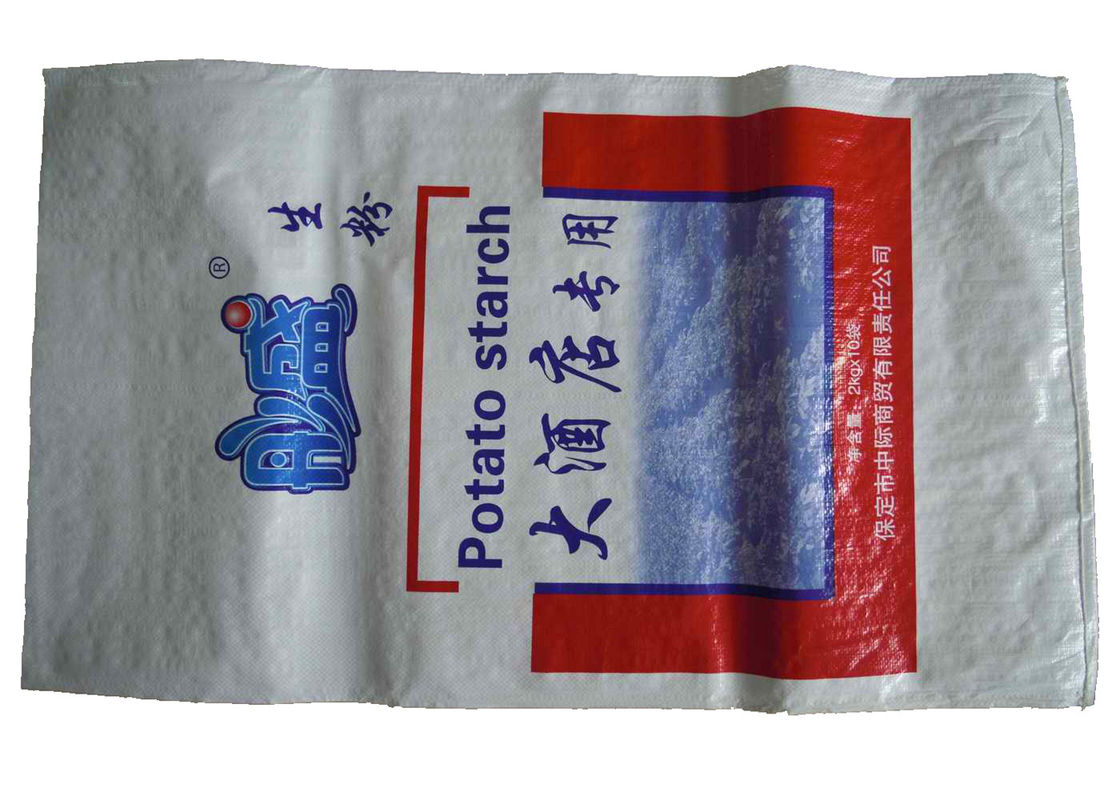 ®
盛
生粉
Potato starch
大酒店专用
净含量：2kgx10袋
保定市中际商贸有限责任公司